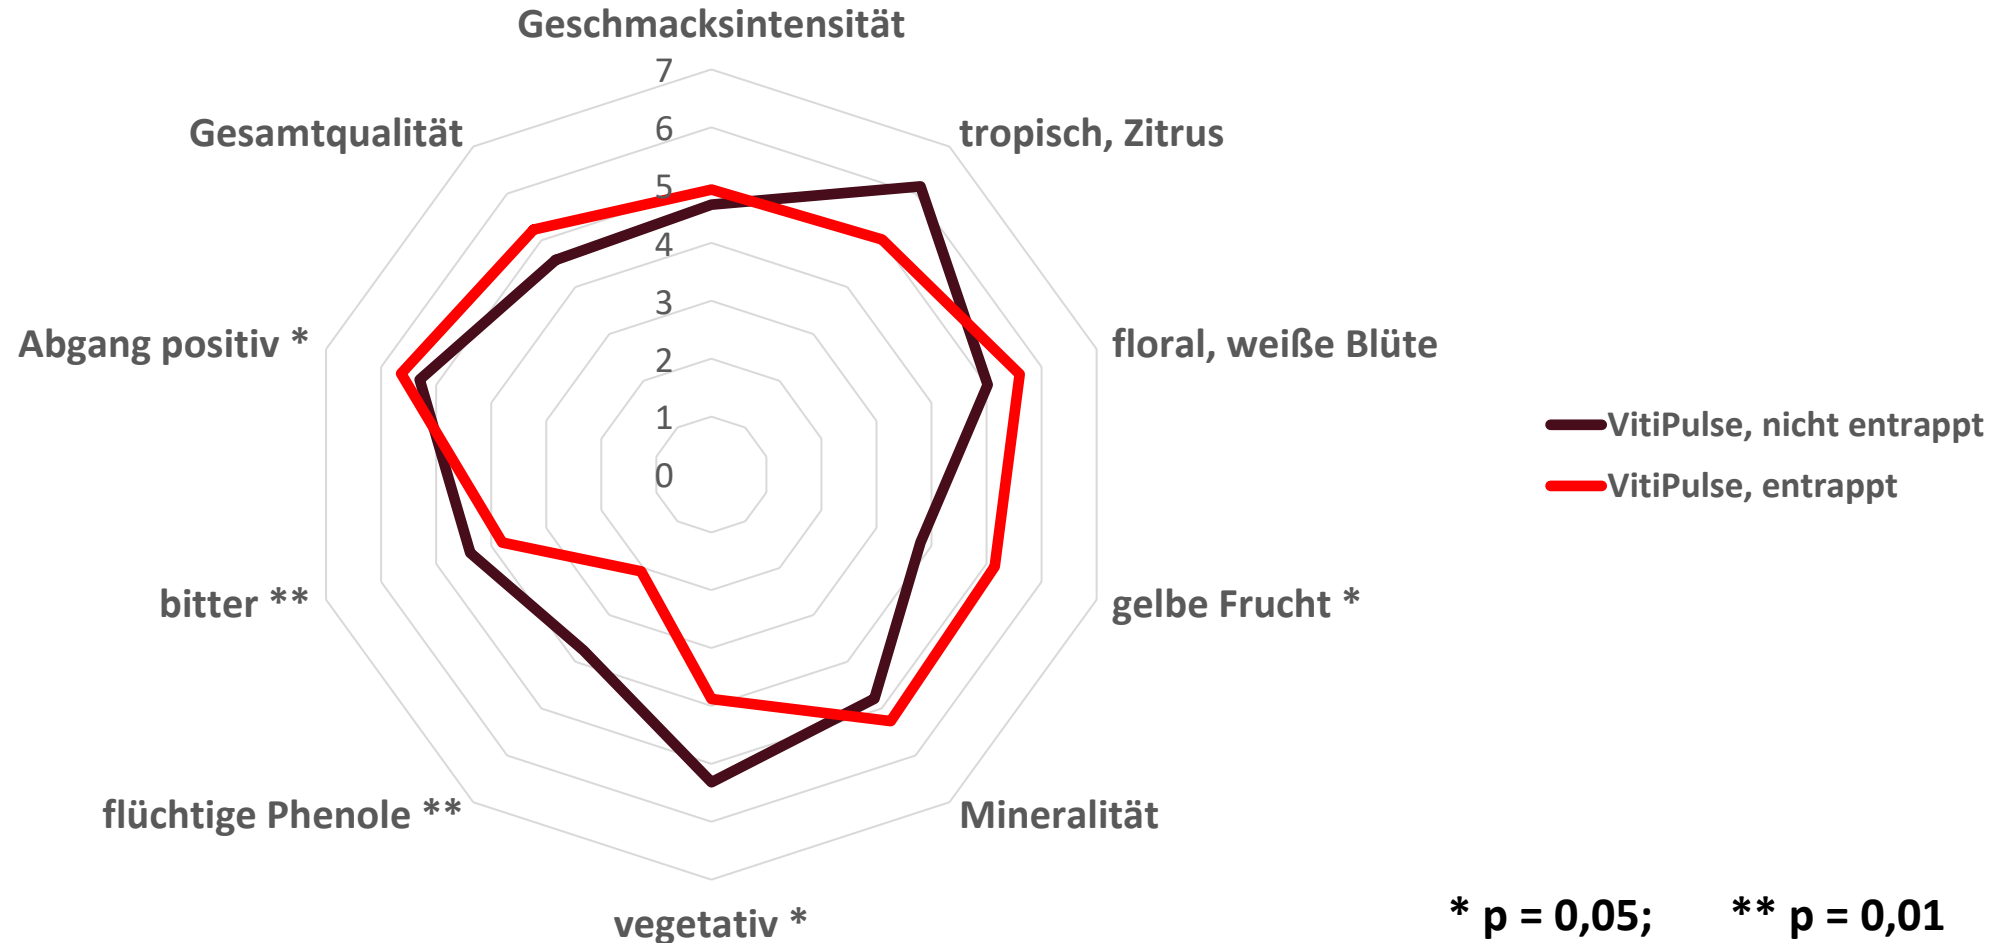 Geschmacksintensität
7
6
5
4
3
2
1
0
tropisch, Zitrus
floral, weiße Blüte
gelbe Frucht *
Mineralität
vegetativ *
flüchtige Phenole **
bitter **
Abgang positiv *
Gesamtqualität
VitiPulse, nicht entrappt
VitiPulse, entrappt
* p = 0,05; ** p = 0,01